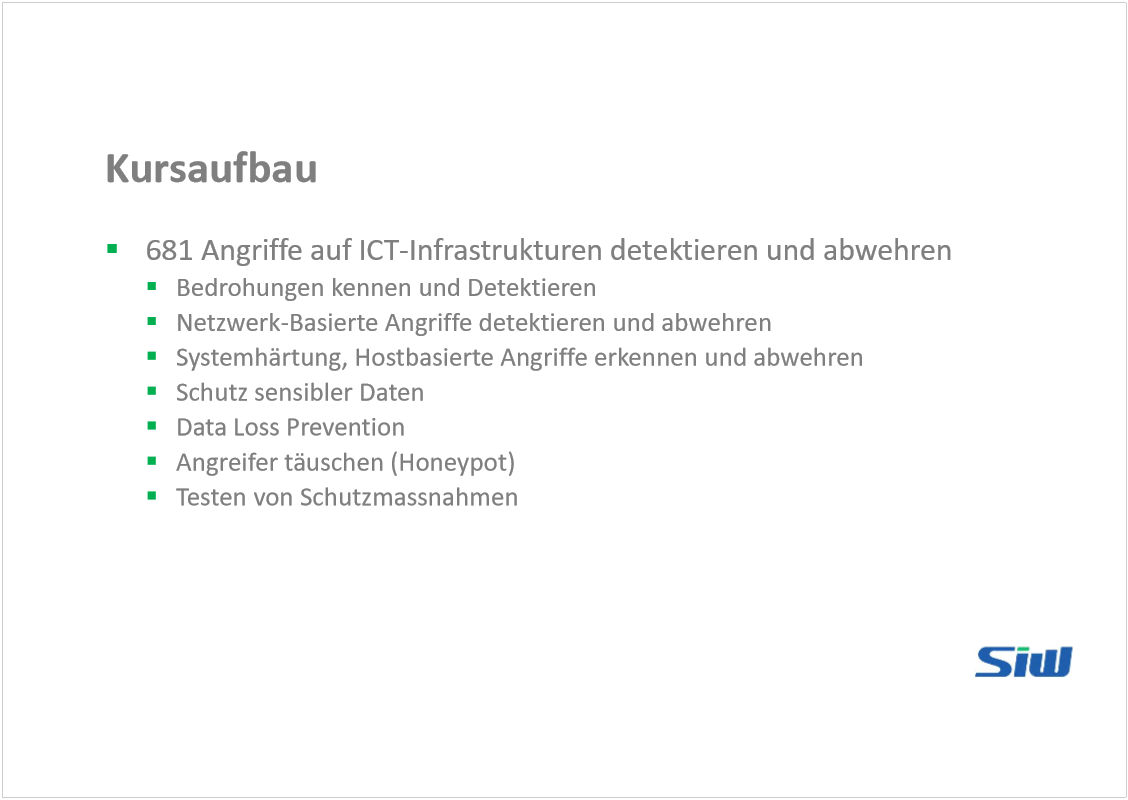 Kursaufbau
681 Angriffe auf ICT-Infrastrukturen detektieren und abwehren
Bedrohungen kennen und Detektieren
Netzwerk-Basierte Angriffe detektieren und abwehren
Systemhärtung, Hostbasierte Angriffe erkennen und abwehren
Schutz sensibler Daten
Data Loss Prevention
Angreifer täuschen (Honeypot)
Testen von Schutzmassnahmen
Siw